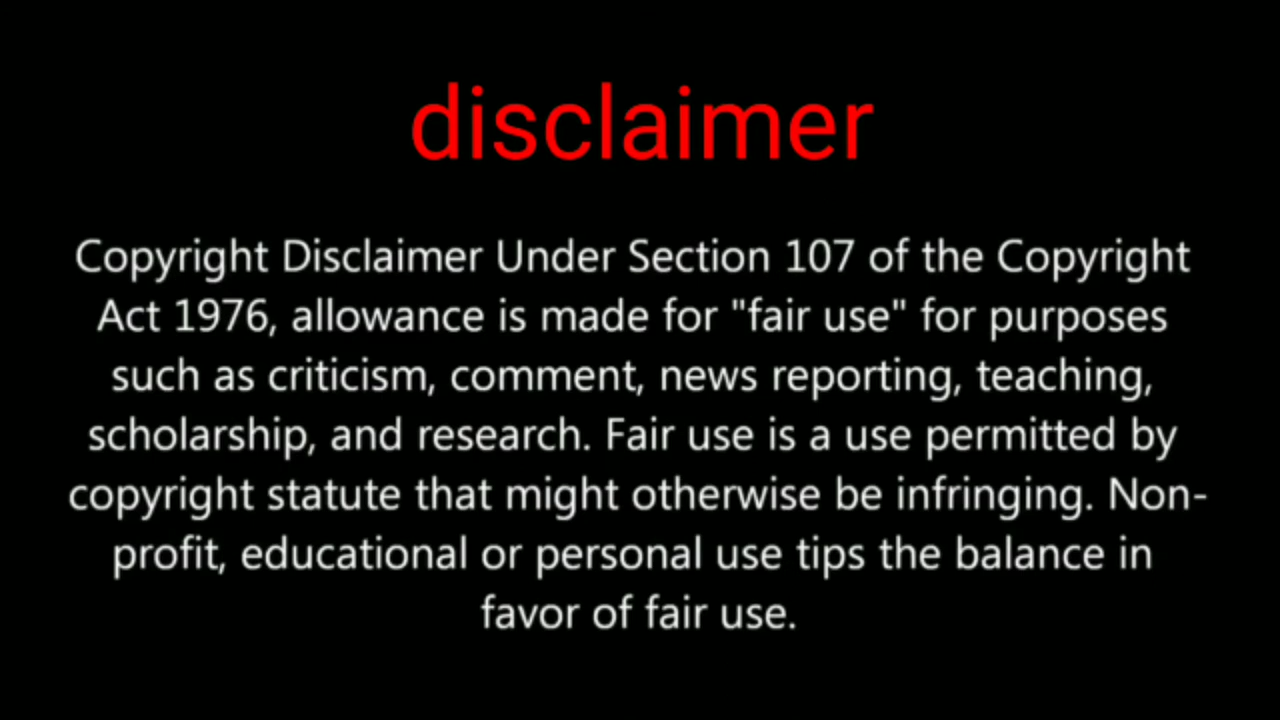 disclaimer
Copyright Disclaimer Under Section 107 of the Copyright
Act 1976, allowance is made for "fair use" for purposes
such as criticism, comment, news reporting, teaching,
scholarship, and research. Fair use is a use permitted by
copyright statute that might otherwise be infringing. Non-
profit, educational or personal use tips the balance in
favor of fair use.